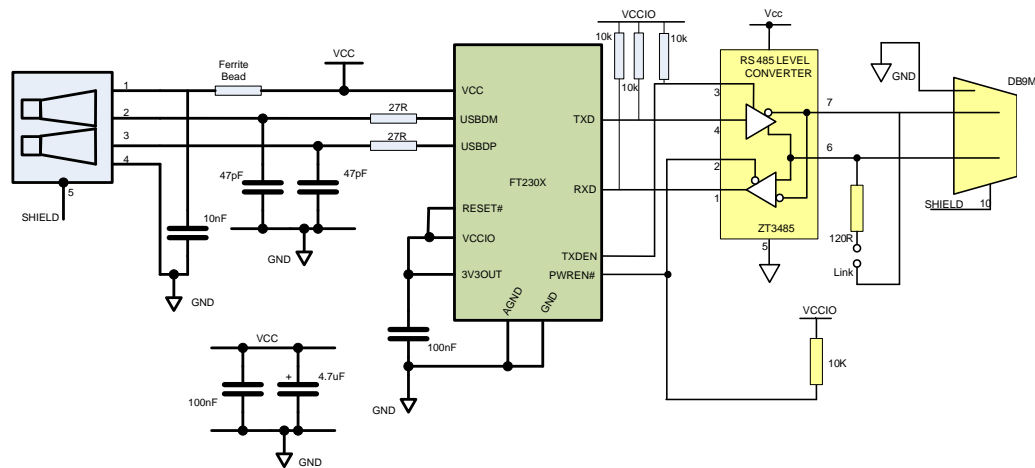 VCCIO
Vcc
10k
10k
10k
VCC
Ferrite
Bead
RS485 LEVEL
CONVERTER
GND
DB9M
1
2
3
4
5
SHIELD
27R
27R
VCC
USBDM
USBDP
FT230X
RESET#
VCCIO
3V3OUT
AGND
GND
TXD
RXD
TXDEN
PWREN#
3
4
2
1
7
6
ZT3485
5
47pF
47pF
10nF
GND
GND
120R
Link
SHIELD
10
VCCIO
10K
100nF
GND
VCC
100nF
+
4.7uF
GND